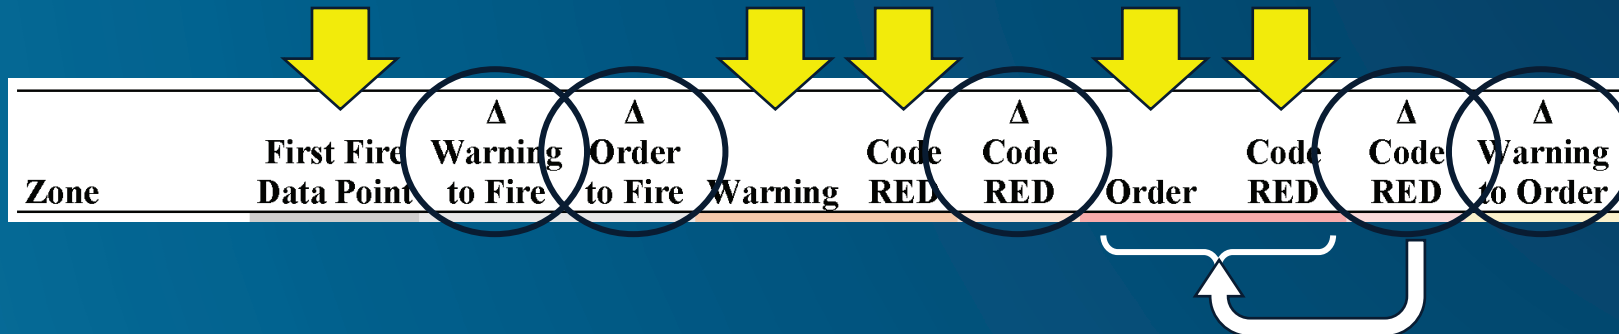 Δ Δ Δ Δ Δ
First Fire Warning Order Code Code Code Code Warning
Zone Data Point to Fire to Fire Warning RED RED Order RED RED to Order